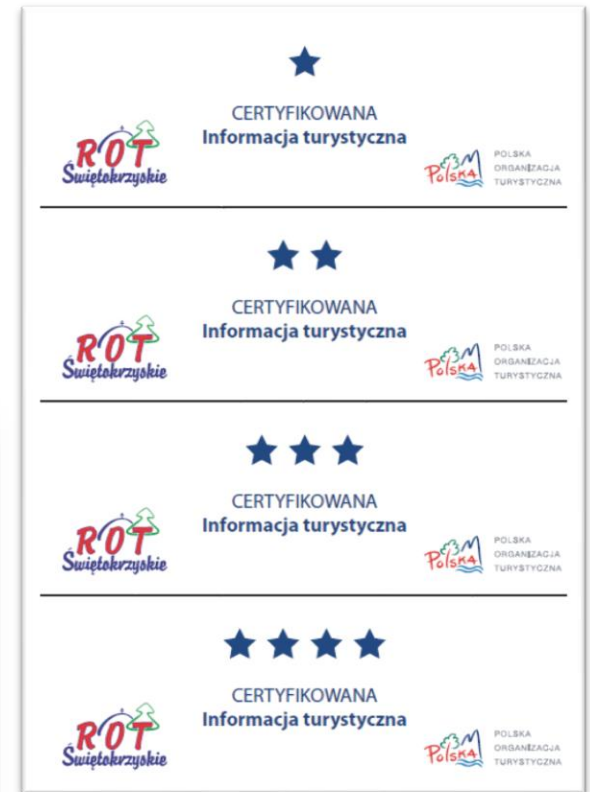 CERTYFIKOWANA
Informacja turystyczna
ROT
Świętokrzyskie
Polska
POLSKA
ORGANIZACJA
TURYSTYCZNA
CERTYFIKOWANA
Informacja turystyczna
ROT
Świętokrzyskie
Polska
POLSKA
ORGANIZACJA
TURYSTYCZNA
CERTYFIKOWANA
Informacja turystyczna
ROT
Świętokrzyskie
Polska
POLSKA
ORGANIZACJA
TURYSTYCZNA
CERTYFIKOWANA
Informacja turystyczna
ROT
Świętokrzyskie
Polska
POLSKA
ORGANIZACJA
TURYSTYCZNA